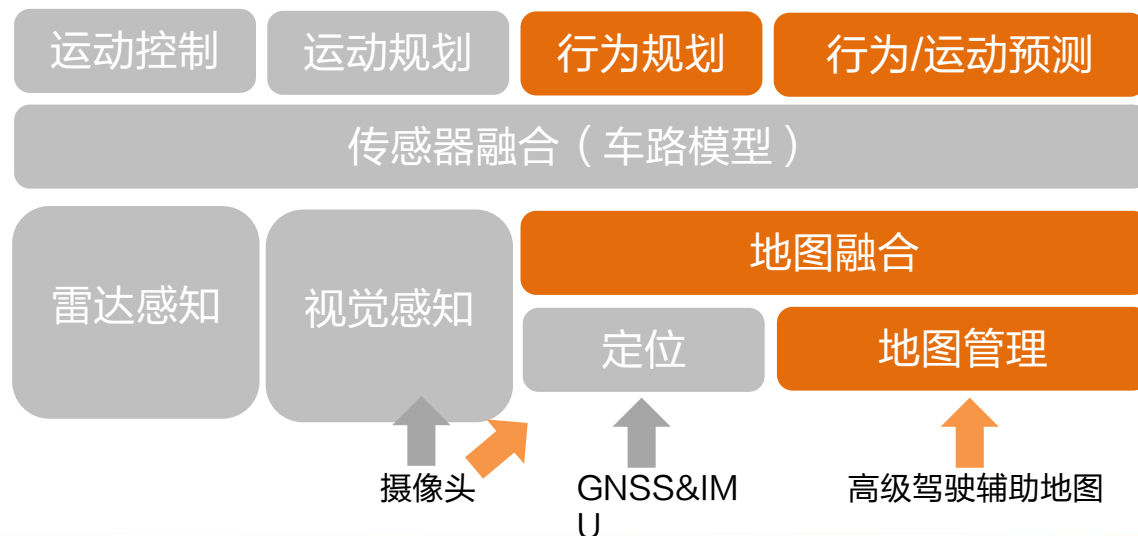 运动控制
运动规划
行为规划
行为/运动预测
传感器融合（车路模型）
雷达感知
视觉感知
地图融合
定位
地图管理
摄像头
GNSS&IM
U
高级驾驶辅助地图